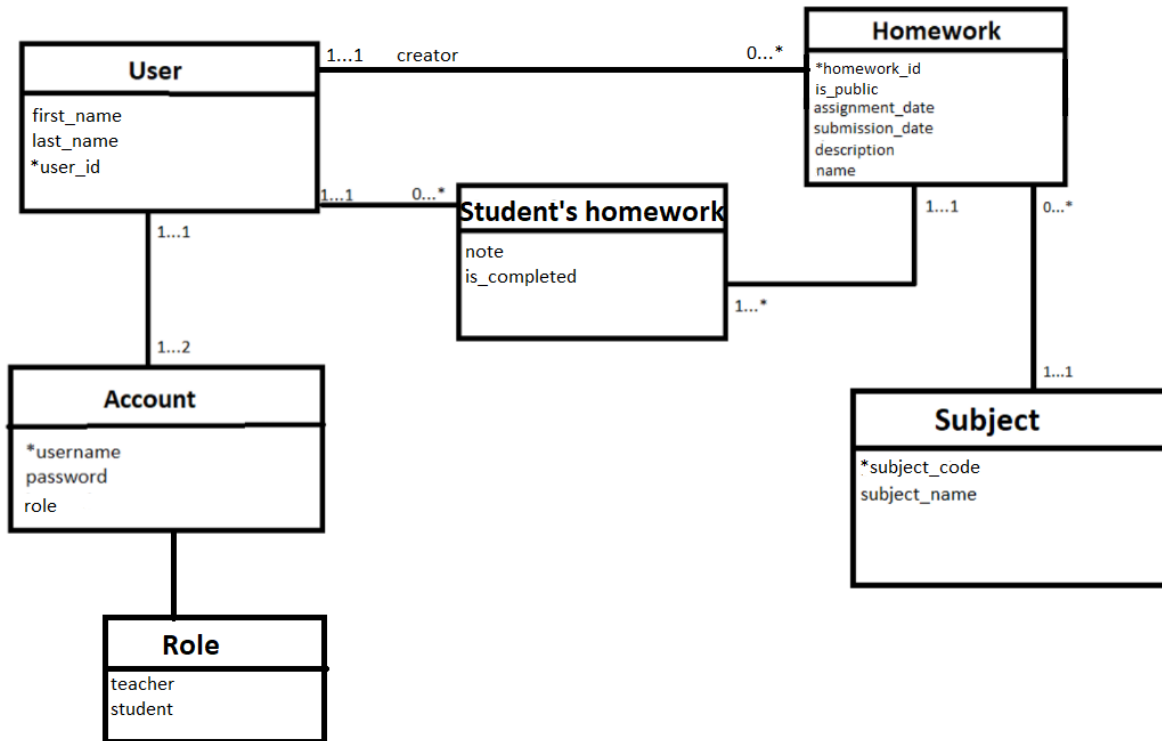 User
first_name
last_name
*user_id
1...1
creator
0...*
Homework
*homework_id
is_public
assignment_date
submission_date
description
name
1...1
0...*
Student's homework
note
is_completed
1...1
1...*
0...*
1...1
Subject
*subject_code
subject_name
1...1
1...2
Account
*username
password
role
Role
teacher
student